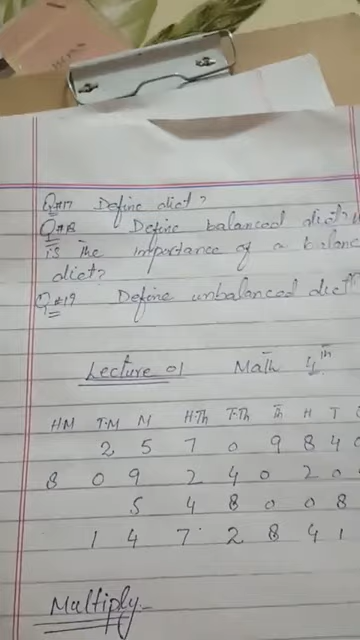 Q#17 Define diet?
Q#18 Define balanced diet?
is the importance of a balanc
diet?
Q#19 Define unbalanced diet?
Lecture 01 Math 4th
HM T.M M H.Th T.Th Th H T
2 5 7 0 9 8 4
8 0 9 2 4 0 2 0
5 4 8 0 0 8
1 4 7 2 8 4 1
Multiply